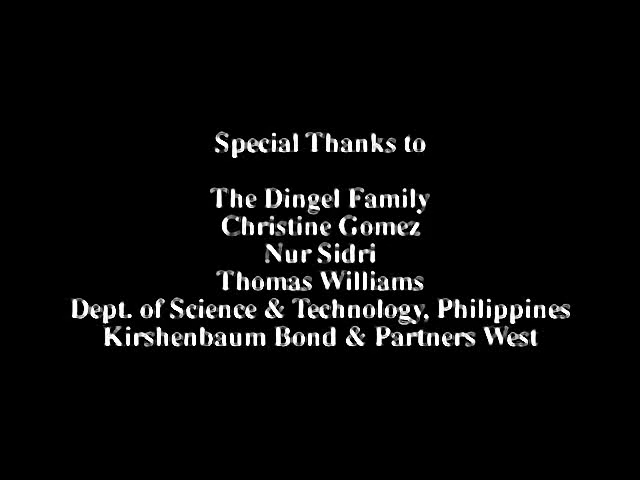 Special Thanks to
The Dingel Family
Christine Gomez
Nur Sidri
Thomas Williams
Dept. of Science & Technology, Philippines
Kirshenbaum Bond & Partners West